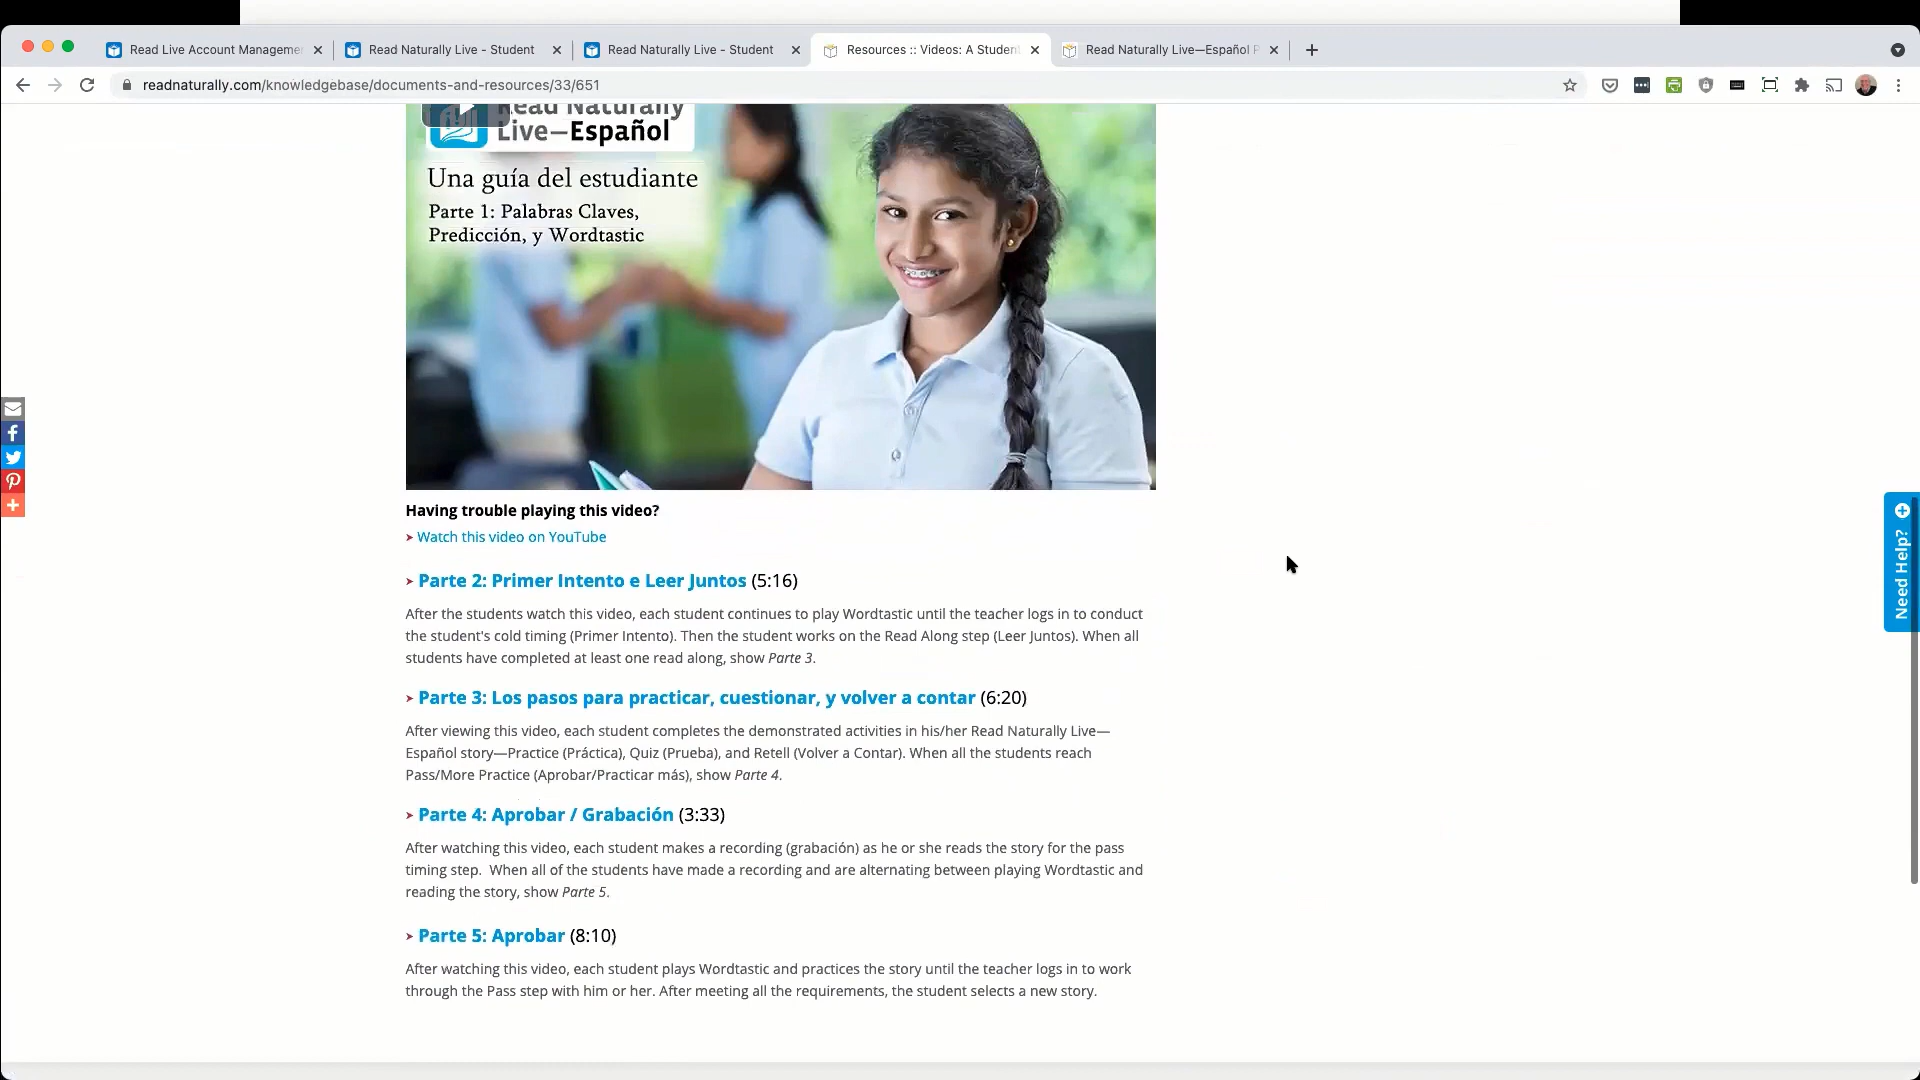 Read Live Account Manageme
Read Naturally Live - Student
Read Naturally Live - Student
Resources :: Videos: A Student
Read Naturally Live—Español P
readnaturally.com/knowledgebase/documents-and-resources/33/651
Read Naturally
Live—Español
Una guía del estudiante
Parte 1: Palabras Claves,
Predicción, y Wordtastic
Having trouble playing this video?
Watch this video on YouTube
Parte 2: Primer Intento e Leer Juntos (5:16)
After the students watch this video, each student continues to play Wordtastic until the teacher logs in to conduct
the student's cold timing (Primer Intento). Then the student works on the Read Along step (Leer Juntos). When all
students have completed at least one read along, show Parte 3.
Parte 3: Los pasos para practicar, cuestionar, y volver a contar (6:20)
After viewing this video, each student completes the demonstrated activities in his/her Read Naturally Live—
Español story—Practice (Práctica), Quiz (Prueba), and Retell (Volver a Contar). When all the students reach
Pass/More Practice (Aprobar/Practicar más), show Parte 4.
Parte 4: Aprobar / Grabación (3:33)
After watching this video, each student makes a recording (grabación) as he or she reads the story for the pass
timing step.  When all of the students have made a recording and are alternating between playing Wordtastic and
reading the story, show Parte 5.
Parte 5: Aprobar (8:10)
After watching this video, each student plays Wordtastic and practices the story until the teacher logs in to work
through the Pass step with him or her. After meeting all the requirements, the student selects a new story.
Need Help?